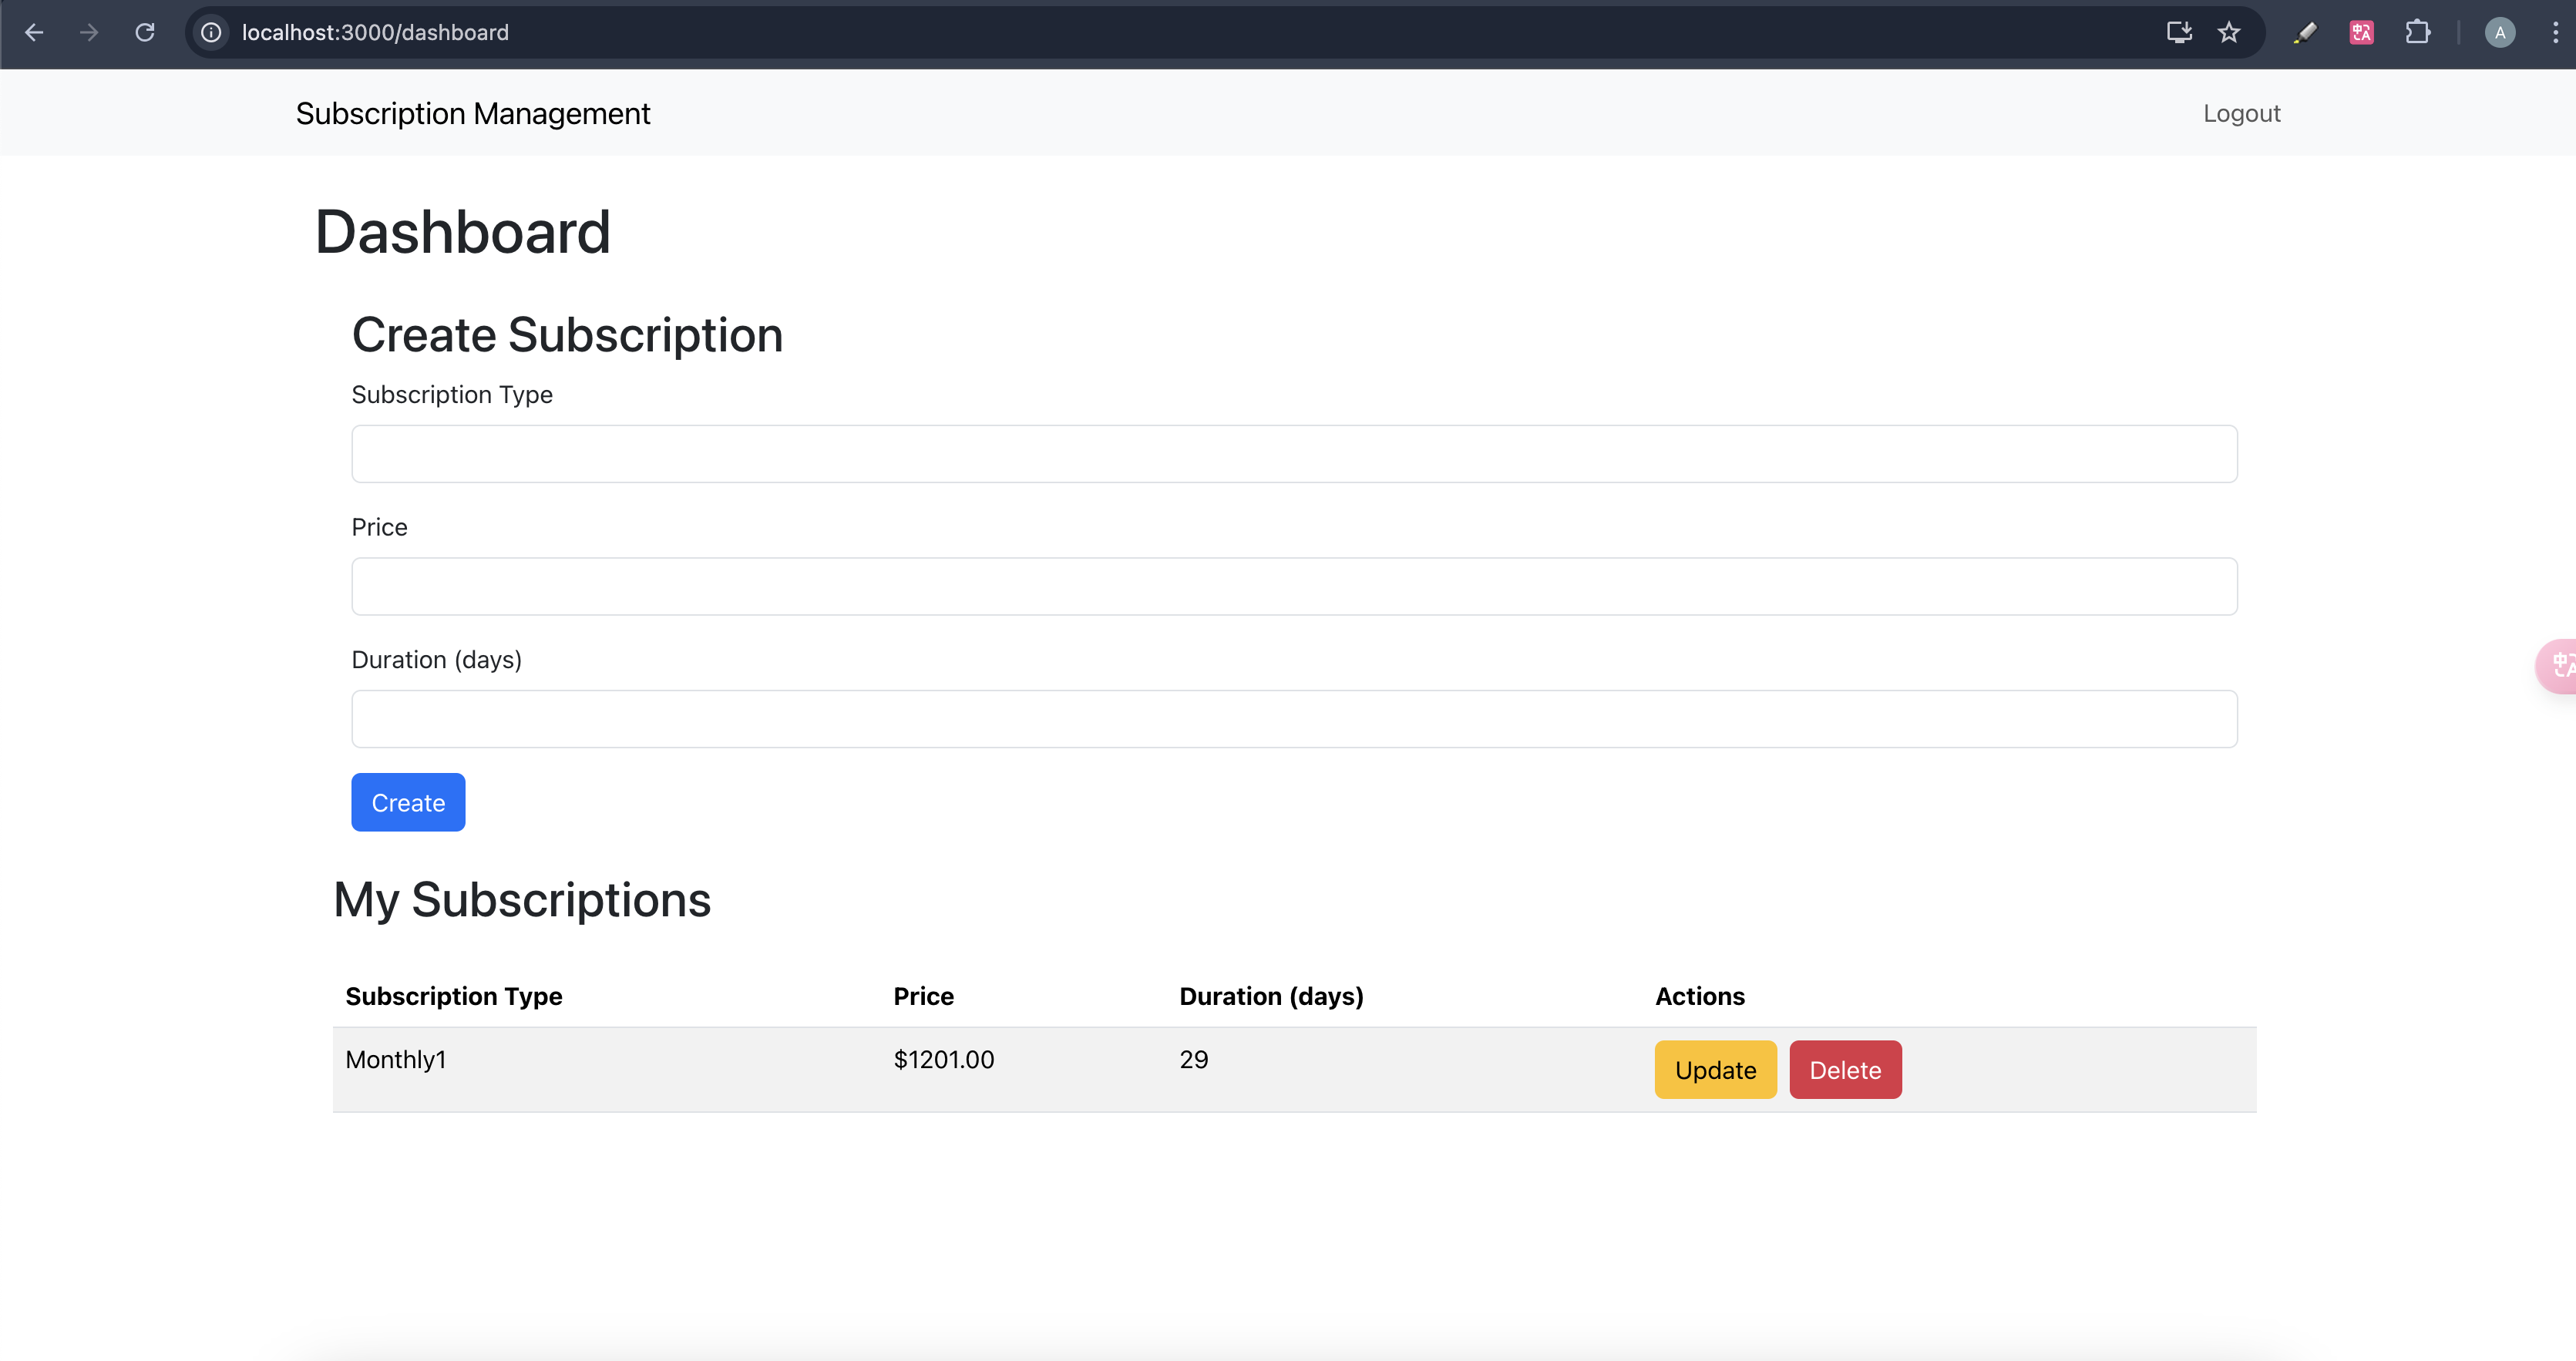 localhost:3000/dashboard
A
Subscription Management
Logout
Dashboard
Create Subscription
Subscription Type
Price
Duration (days)
Create
My Subscriptions
Subscription Type Price Duration (days) Actions
Monthly1 $1201.00 29 Update Delete